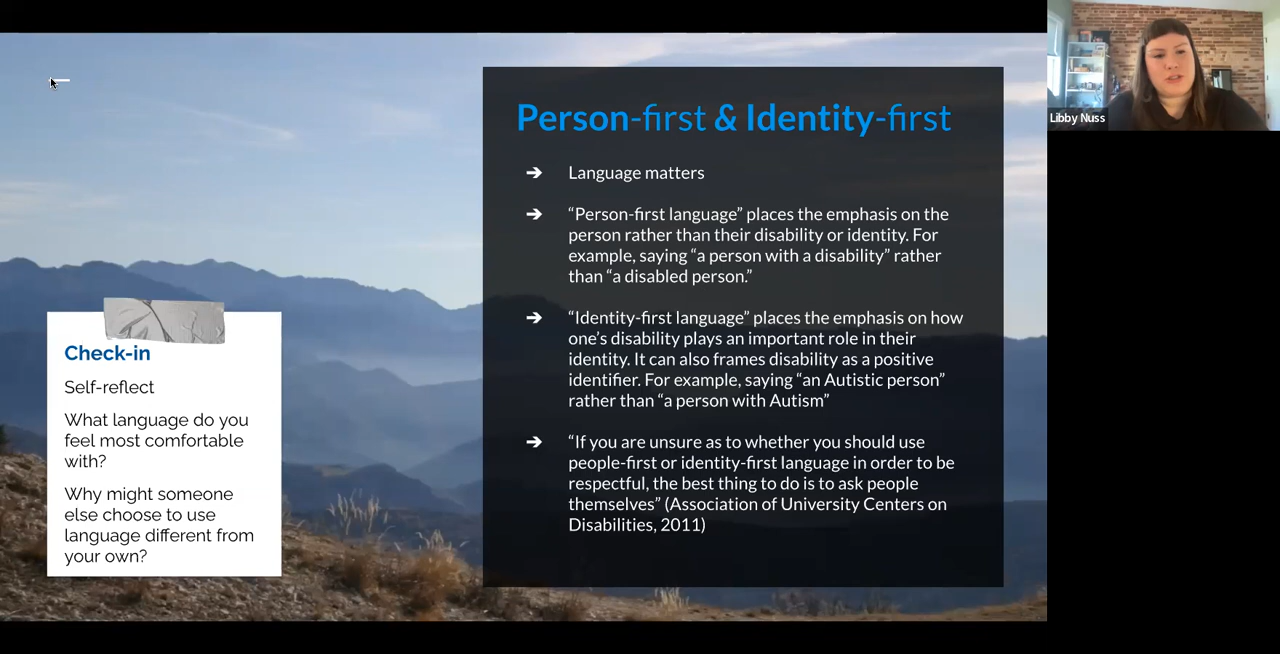 Person-first & Identity-first
➔ Language matters
➔ “Person-first language” places the emphasis on the
person rather than their disability or identity. For
example, saying “a person with a disability” rather
than “a disabled person.”
➔ “Identity-first language” places the emphasis on how
one’s disability plays an important role in their
identity. It can also frames disability as a positive
identifier. For example, saying “an Autistic person”
rather than “a person with Autism”
➔ “If you are unsure as to whether you should use
people-first or identity-first language in order to be
respectful, the best thing to do is to ask people
themselves” (Association of University Centers on
Disabilities, 2011)
Check-in
Self-reflect
What language do you
feel most comfortable
with?
Why might someone
else choose to use
language different from
your own?
Libby Nuss